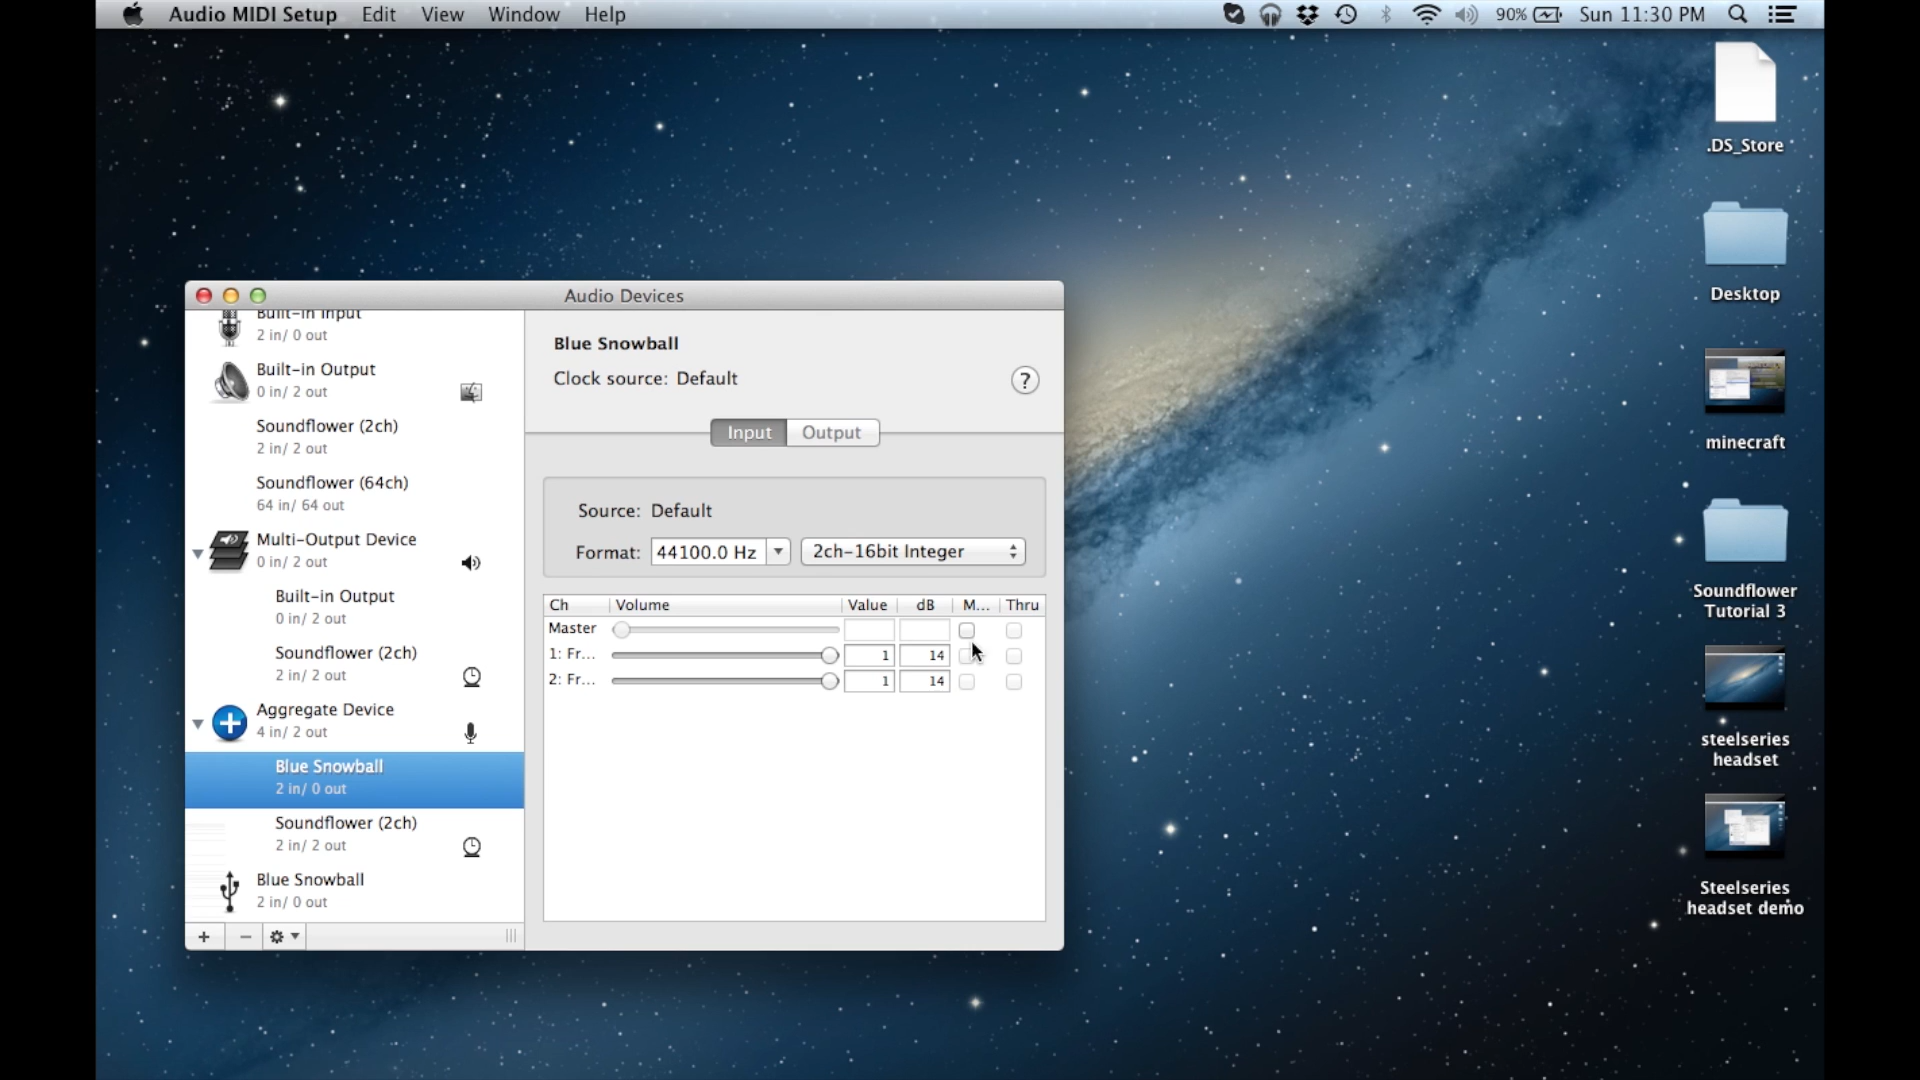 Audio MIDI Setup Edit View Window Help
90% Sun 11:30 PM
Audio Devices
Built-in Input
2 in/ 0 out
Built-in Output
0 in/ 2 out
Soundflower (2ch)
2 in/ 2 out
Soundflower (64ch)
64 in/ 64 out
Multi-Output Device
0 in/ 2 out
Built-in Output
0 in/ 2 out
Soundflower (2ch)
2 in/ 2 out
Aggregate Device
4 in/ 2 out
Blue Snowball
2 in/ 0 out
Soundflower (2ch)
2 in/ 2 out
Blue Snowball
2 in/ 0 out
Blue Snowball
Clock source: Default
?
Input Output
Source: Default
Format: 44100.0 Hz 2ch-16bit Integer
Ch Volume Value dB M... Thru
Master
1: Fr... 1 14
2: Fr... 1 14
.DS_Store
Desktop
minecraft
Soundflower
Tutorial 3
steelseries
headset
Steelseries
headset demo